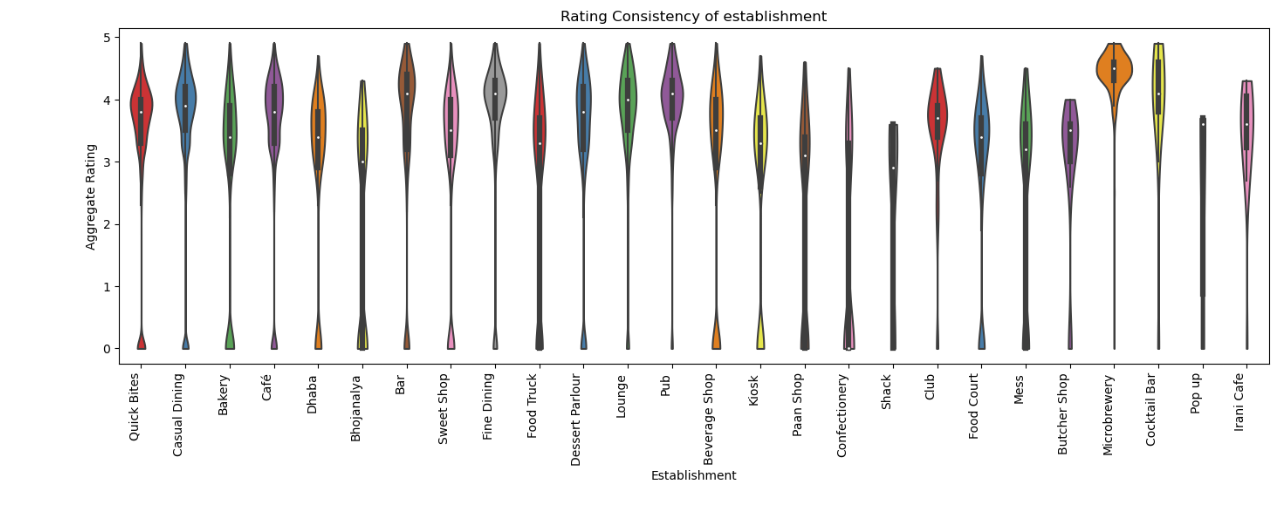 Rating Consistency of establishment
Aggregate Rating
5
4
3
2
1
0
Quick Bites
Casual Dining
Bakery
Café
Dhaba
Bhojanalya
Bar
Sweet Shop
Fine Dining
Food Truck
Dessert Parlour
Lounge
Pub
Beverage Shop
Kiosk
Paan Shop
Confectionery
Shack
Club
Food Court
Mess
Butcher Shop
Microbrewery
Cocktail Bar
Pop up
Irani Cafe
Establishment